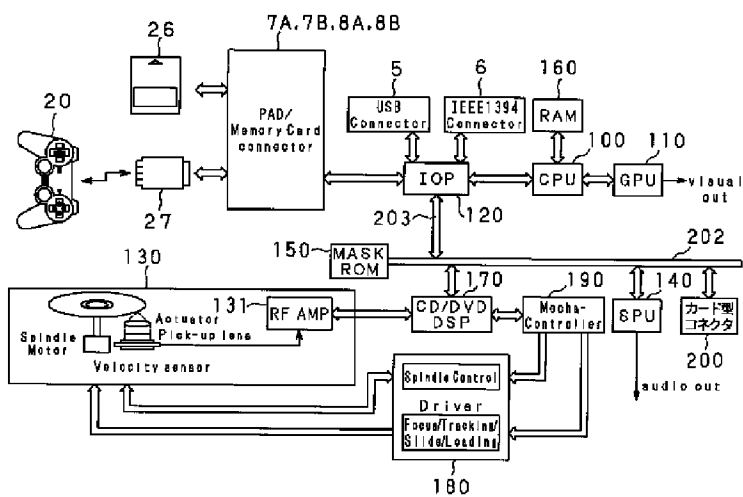 7A,7B,8A,8B
26
5
6
160
20
USB
Connector
IEEE1394
Connector
RAM
100
110
PAD/
Memory Card
connector
IOP
CPU
GPU
visual
out
27
203
120
202
150
MASK
ROM
130
170
190
140
131
Actuator
Pick-up lens
RF AMP
CD/DVD
DSP
Mecha-
Controller
SPU
カード型
コネクタ
Spindle
Motor
200
Velocity sensor
Spindle Control
audio out
Driver
Focus/Tracking/
Slide/Loading
180